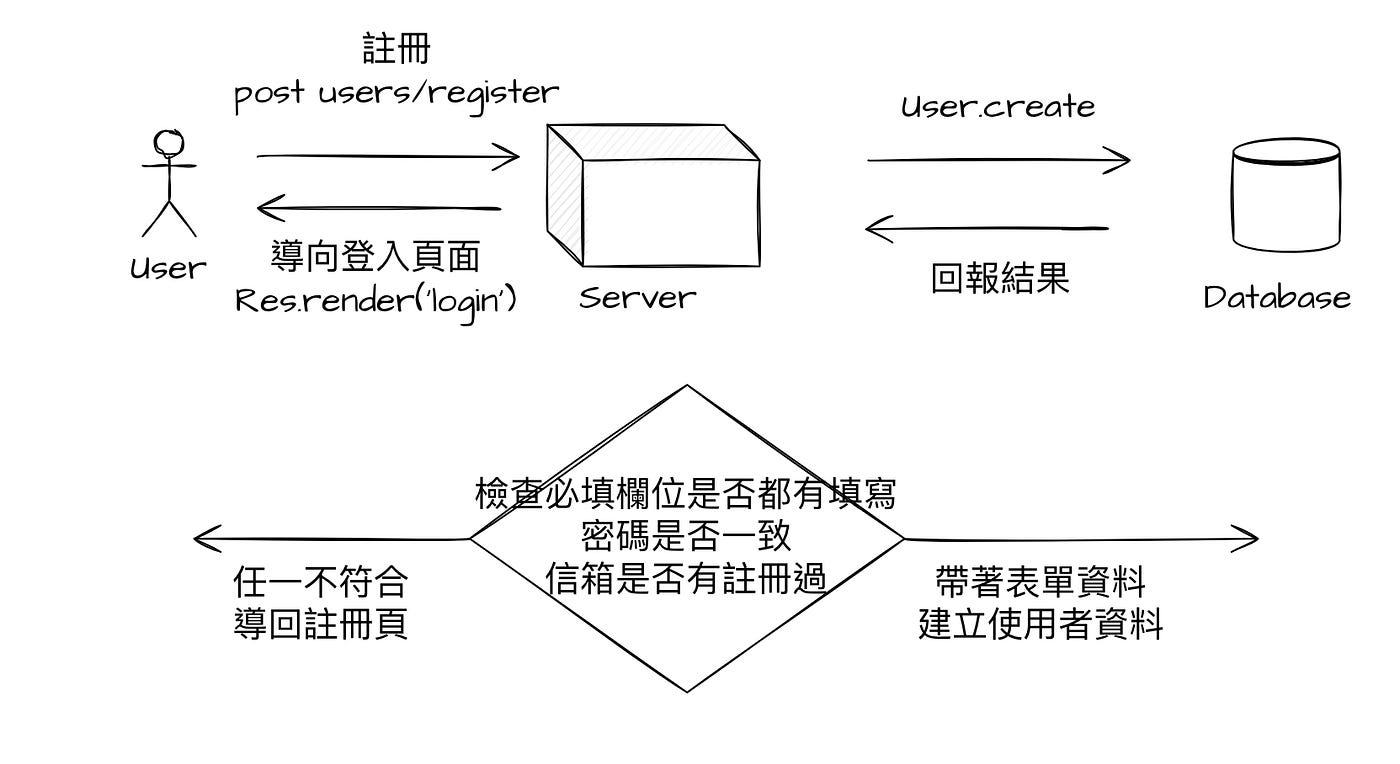 註冊
post users/register
User.create
User
導向登入頁面
Res.render('login')
Server
回報結果
Database
檢查必填欄位是否都有填寫
密碼是否一致
信箱是否有註冊過
任一不符合
導回註冊頁
帶著表單資料
建立使用者資料